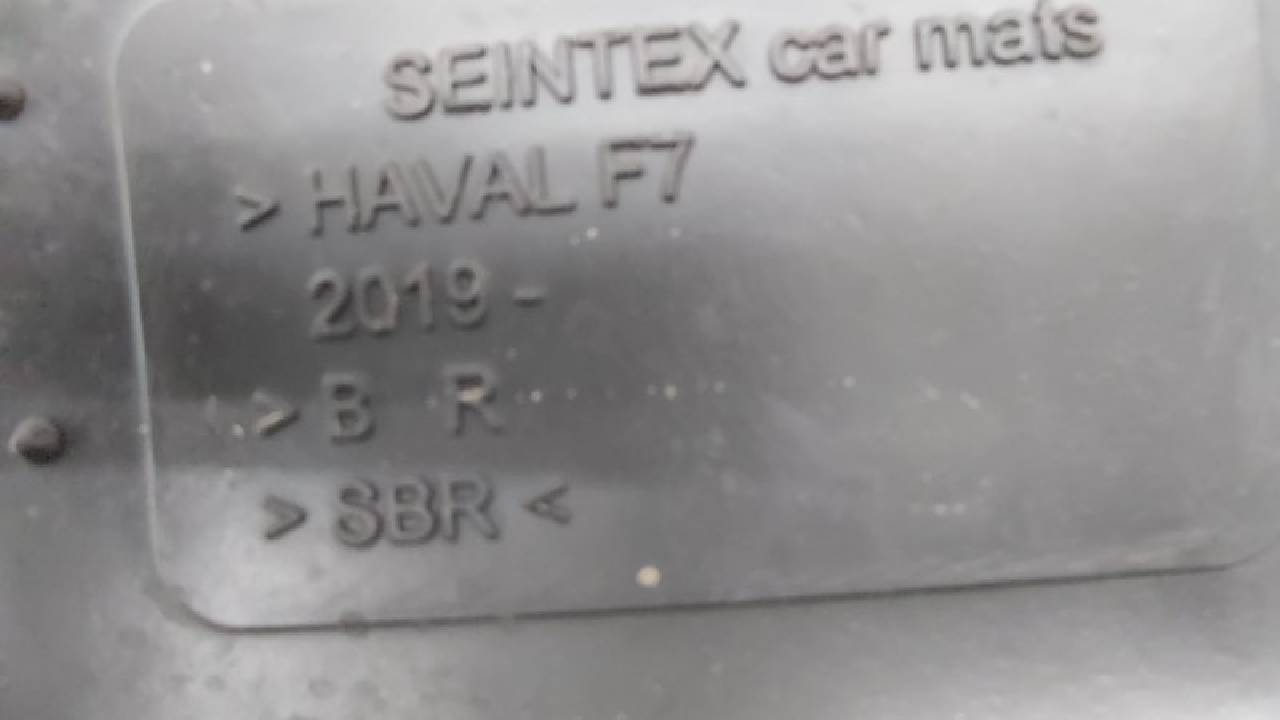 SEINTEX car mats
> HAVAL F7
2019 -
> B R
> SBR <